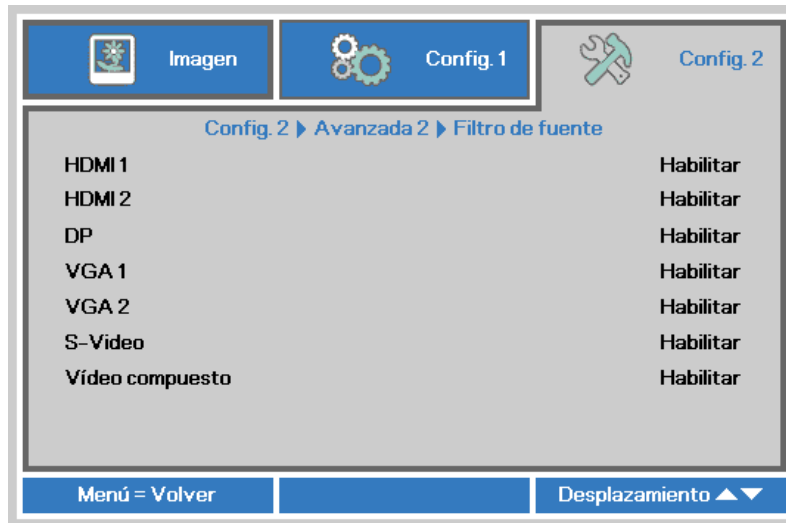 Imagen
Config. 1
Config. 2
Config. 2 ▶ Avanzada 2 ▶ Filtro de fuente
HDMI 1 Habilitar
HDMI 2 Habilitar
DP Habilitar
VGA 1 Habilitar
VGA 2 Habilitar
S-Video Habilitar
Vídeo compuesto Habilitar
Menú = Volver
Desplazamiento ▲▼